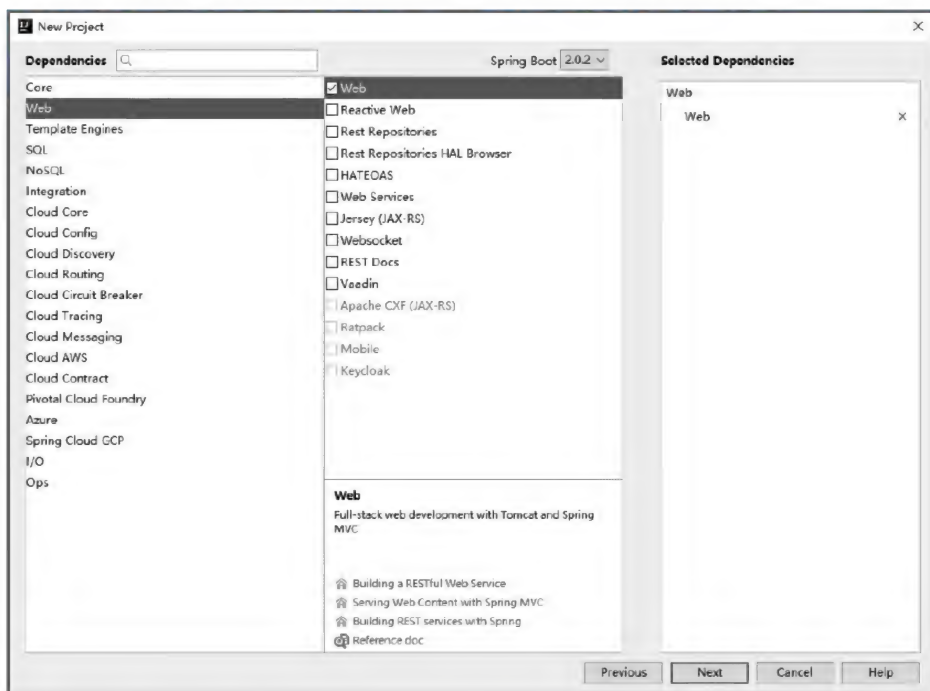 New Project
Dependencies
Spring Boot 2.0.2
Selected Dependencies
Core
Web
Template Engines
SQL
NoSQL
Integration
Cloud Core
Cloud Config
Cloud Discovery
Cloud Routing
Cloud Circuit Breaker
Cloud Tracing
Cloud Messaging
Cloud AWS
Cloud Contract
Pivotal Cloud Foundry
Azure
Spring Cloud GCP
I/O
Ops
Web
Reactive Web
Rest Repositories
Rest Repositories HAL Browser
HATEOAS
Web Services
Jersey (JAX-RS)
Websocket
REST Docs
Vaadin
Apache CXF (JAX-RS)
Ratpack
Mobile
Keycloak
Web
Full-stack web development with Tomcat and Spring
MVC
Building a RESTful Web Service
Serving Web Content with Spring MVC
Building REST services with Spring
Reference doc
Web
Web
Previous
Next
Cancel
Help